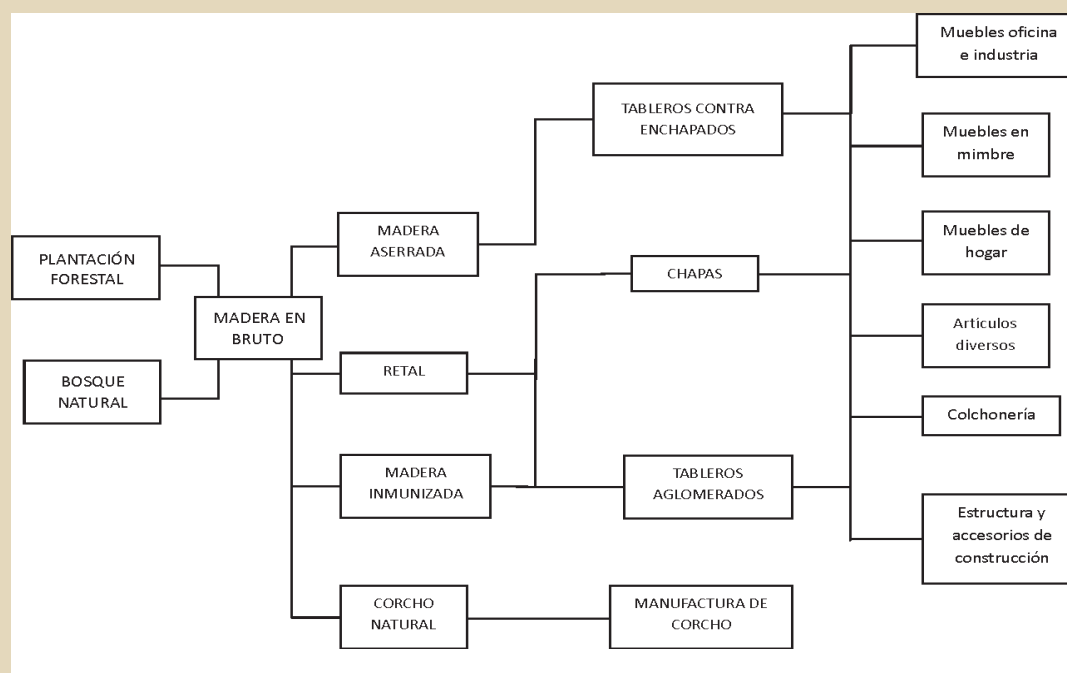 PLANTACIÓN
FORESTAL
BOSQUE
NATURAL
MADERA EN
BRUTO
MADERA
ASERRADA
RETAL
MADERA
INMUNIZADA
CORCHO
NATURAL
TABLEROS CONTRA
ENCHAPADOS
CHAPAS
TABLEROS
AGLOMERADOS
MANUFACTURA DE
CORCHO
Muebles oficina
e industria
Muebles en
mimbre
Muebles de
hogar
Artículos
diversos
Colchonería
Estructura y
accesorios de
construcción